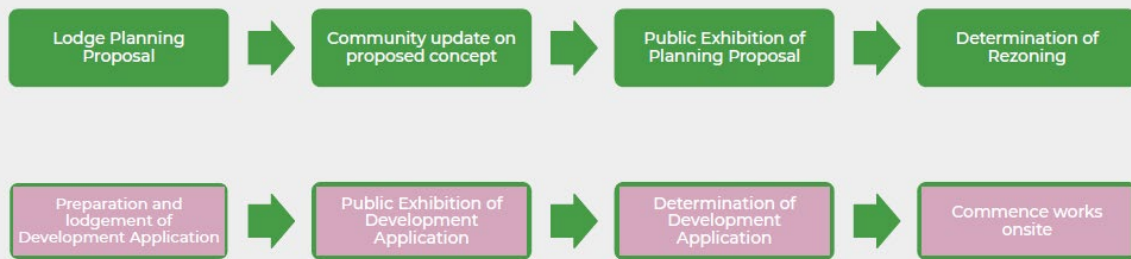 Lodge Planning
Proposal
Community update on
proposed concept
Public Exhibition of
Planning Proposal
Determination of
Rezoning
Preparation and
lodgement of
Development Application
Public Exhibition of
Development
Application
Determination of
Development
Application
Commence works
onsite